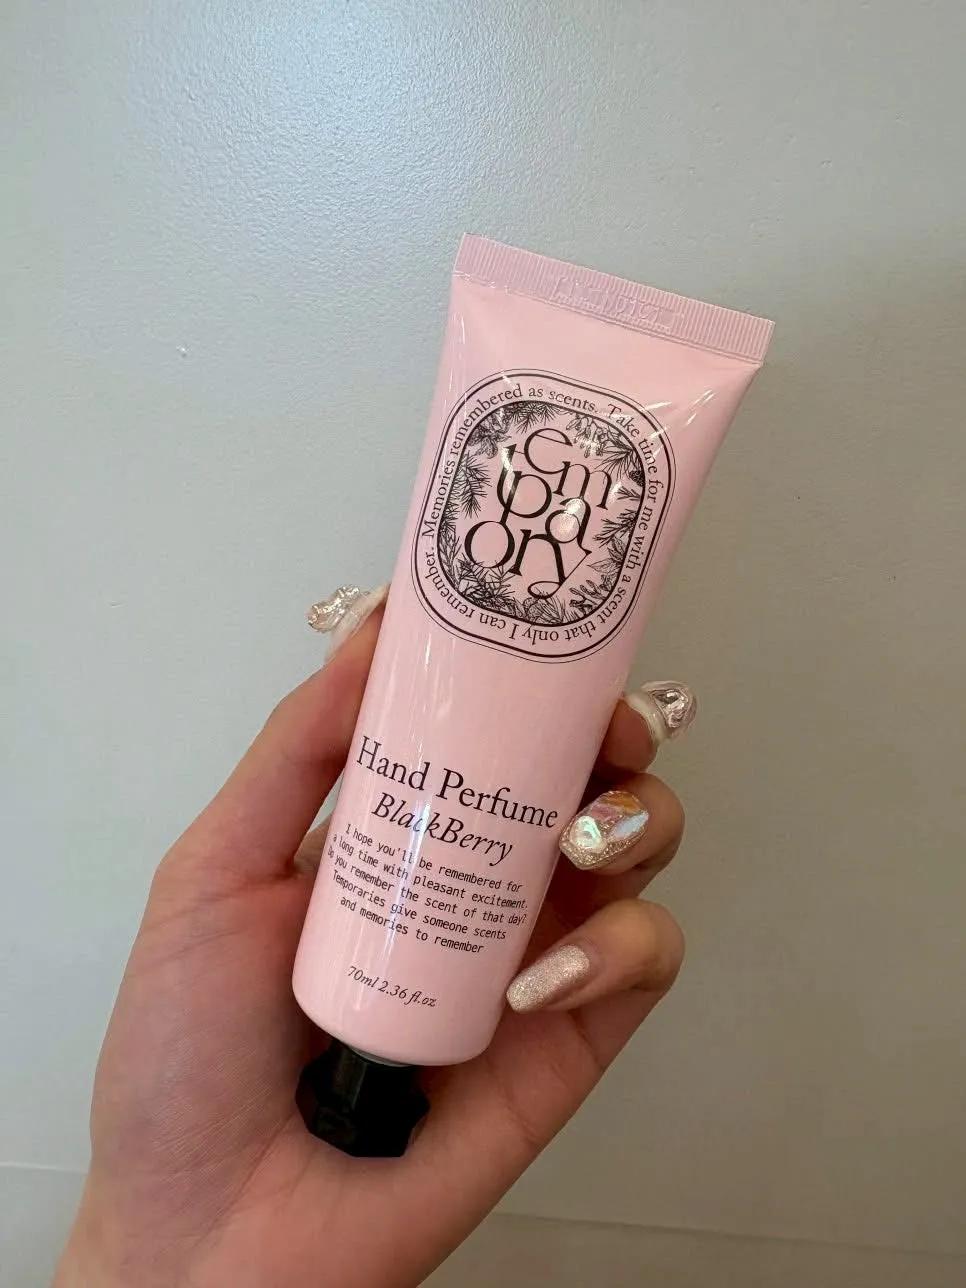 Memories remembered as scents. Take time for me with a scent that only I can remember.
em
pa
ory
Hand Perfume
BlackBerry
I hope you'll be remembered for
a long time with pleasant excitement.
Do you remember the scent of that day?
Temporaries give someone scents
and memories to remember
70ml 2.36 fl.oz